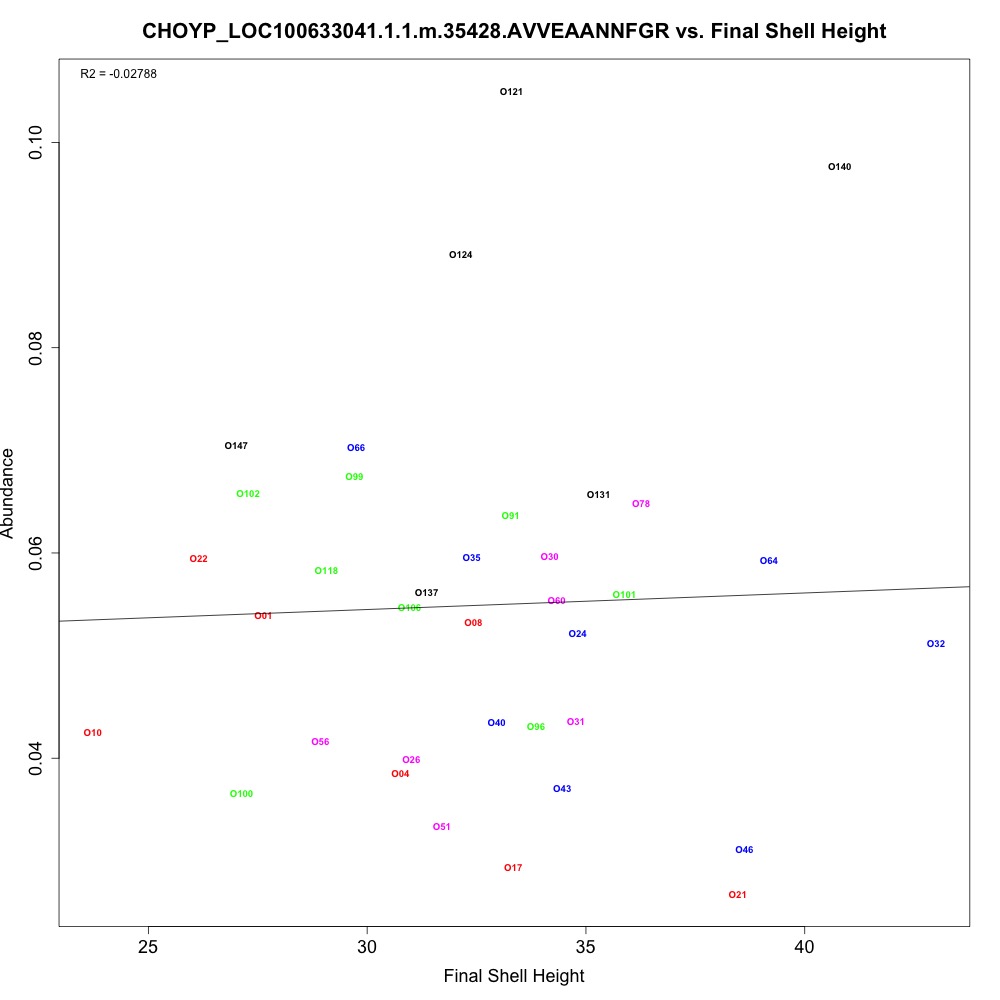 CHOYP_LOC100633041.1.1.m.35428.AVVEAANNFGR vs. Final Shell Height
R2 = -0.02788
O121
0.10
O140
O124
0.08
O147
O66
O99
O102
O131
O78
O91
Abundance
0.06
O22
O35
O30
O64
O118
O137
O101
O60
O106
O01
O08
O24
O32
O40
O31
O96
O10
O56
0.04
O26
O04
O43
O100
O51
O46
O17
O21
25 30 35 40
Final Shell Height